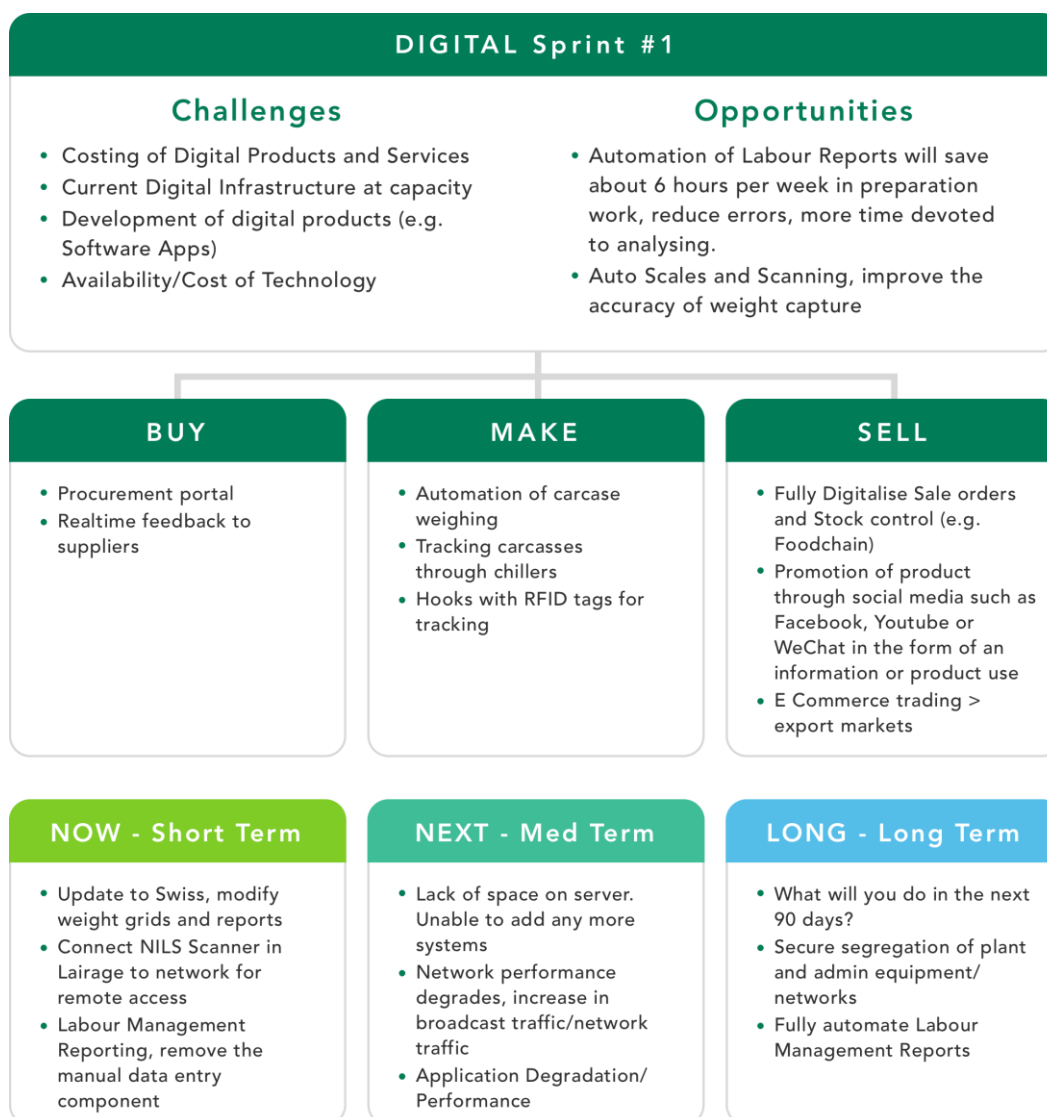 DIGITAL Sprint #1
Challenges
• Costing of Digital Products and Services
• Current Digital Infrastructure at capacity
• Development of digital products (e.g.
Software Apps)
• Availability/Cost of Technology
Opportunities
• Automation of Labour Reports will save
about 6 hours per week in preparation
work, reduce errors, more time devoted
to analysing.
• Auto Scales and Scanning, improve the
accuracy of weight capture
BUY
• Procurement portal
• Realtime feedback to
suppliers
MAKE
• Automation of carcase
weighing
• Tracking carcasses
through chillers
• Hooks with RFID tags for
tracking
SELL
• Fully Digitalise Sale orders
and Stock control (e.g.
Foodchain)
• Promotion of product
through social media such as
Facebook, Youtube or
WeChat in the form of an
information or product use
• E Commerce trading >
export markets
NOW - Short Term
• Update to Swiss, modify
weight grids and reports
• Connect NILS Scanner in
Lairage to network for
remote access
• Labour Management
Reporting, remove the
manual data entry
component
NEXT - Med Term
• Lack of space on server.
Unable to add any more
systems
• Network performance
degrades, increase in
broadcast traffic/network
traffic
• Application Degradation/
Performance
LONG - Long Term
• What will you do in the next
90 days?
• Secure segregation of plant
and admin equipment/
networks
• Fully automate Labour
Management Reports